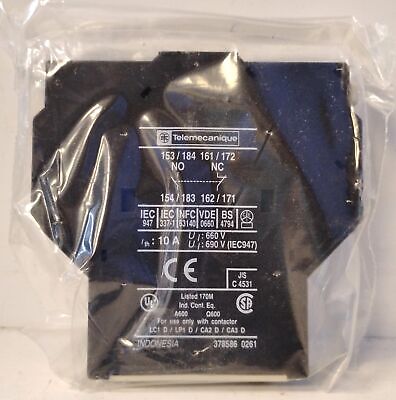 Telemecanique
153 / 184 161 / 172
NO NC
154 / 183 162 / 171
IEC 947 IEC 337-1 NFC 63140 VDE 0660 BS 4794
Ith : 10 A Ui : 660 V
Ui : 690 V (IEC947)
CE
JIS
C 4531
Listed 170M
Ind. Cont. Eq.
A600 Q600
For use only with contactor
LC1 D / LP1 D / CA2 D / CA3 D
INDONESIA 378586 0261